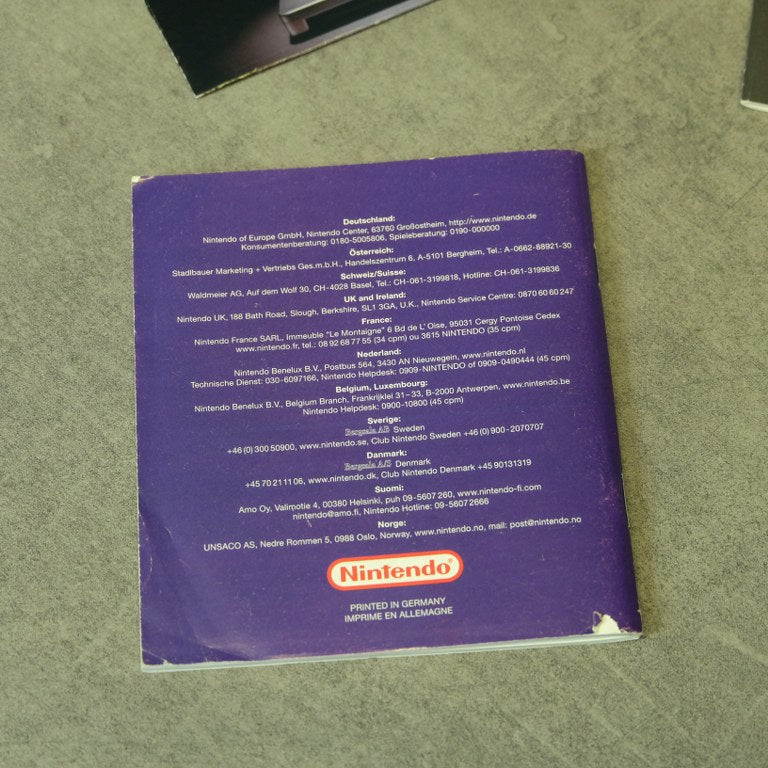 Deutschland:
Nintendo of Europe GmbH, Nintendo Center, 63760 Großostheim, http://www.nintendo.de
Konsumentenberatung: 0180-5005806, Spieleberatung: 0190-000000
Österreich:
Stadlbauer Marketing + Vertriebs Ges.m.b.H., Handelszentrum 6, A-5101 Bergheim, Tel.: A-0662-88921-30
Schweiz/Suisse:
Waldmeier AG, Auf dem Wolf 30, CH-4028 Basel, Tel.: CH-061-3199818, Hotline: CH-061-3199836
UK and Ireland:
Nintendo UK, 188 Bath Road, Slough, Berkshire, SL1 3GA, U.K., Nintendo Service Centre: 0870 60 60 247
France:
Nintendo France SARL, Immeuble "Le Montaigne" 6 Bd de L' Oise, 95031 Cergy Pontoise Cedex
www.nintendo.fr, tel.: 08 92 68 77 55 (34 cpm) ou 3615 NINTENDO (35 cpm)
Nederland:
Nintendo Benelux B.V., Postbus 564, 3430 AN Nieuwegein, www.nintendo.nl
Technische Dienst: 030-6097166, Nintendo Helpdesk: 0909-NINTENDO of 0909-0490444 (45 cpm)
Belgium, Luxembourg:
Nintendo Benelux B.V., Belgium Branch, Frankrijklei 31–33, B-2000 Antwerpen, www.nintendo.be
Nintendo Helpdesk: 0900-10800 (45 cpm)
Sverige:
Bergsala AB Sweden
+46 (0) 300 50900, www.nintendo.se, Club Nintendo Sweden +46 (0) 900-2070707
Danmark:
Bergsala A/S Denmark
+45 70 21 11 06, www.nintendo.dk, Club Nintendo Denmark +45 90131319
Suomi:
Amo Oy, Valimotie 4, 00380 Helsinki, puh 09-5607 260, www.nintendo-fi.com
nintendo@amo.fi, Nintendo Hotline: 09-5607 2666
Norge:
UNSACO AS, Nedre Rommen 5, 0988 Oslo, Norway, www.nintendo.no, mail: post@nintendo.no
Nintendo®
PRINTED IN GERMANY
IMPRIME EN ALLEMAGNE